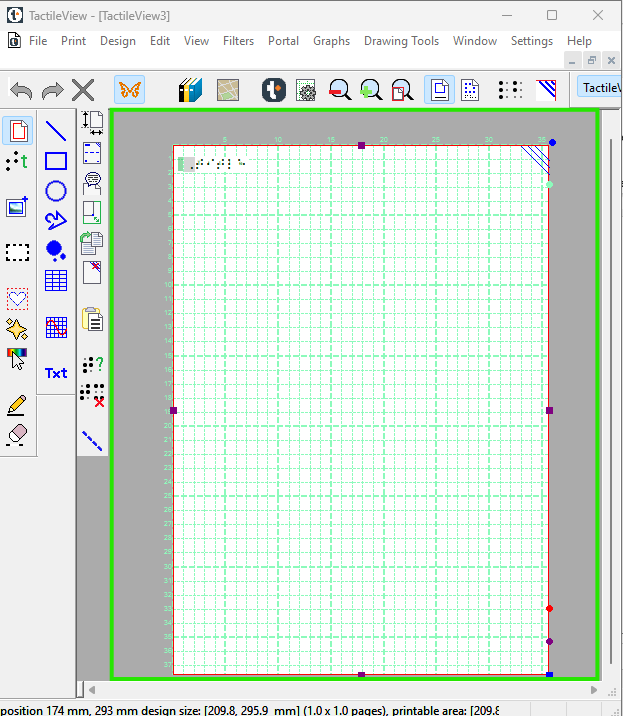 TactileView - [TactileView3]
File Print Design Edit View Filters Portal Graphs Drawing Tools Window Settings Help
TactileV
t
5 10 15 20 25 30 35
?
Txt
position 174 mm, 293 mm design size: [209.8, 295.9 mm] (1.0 x 1.0 pages), printable area: [209.8